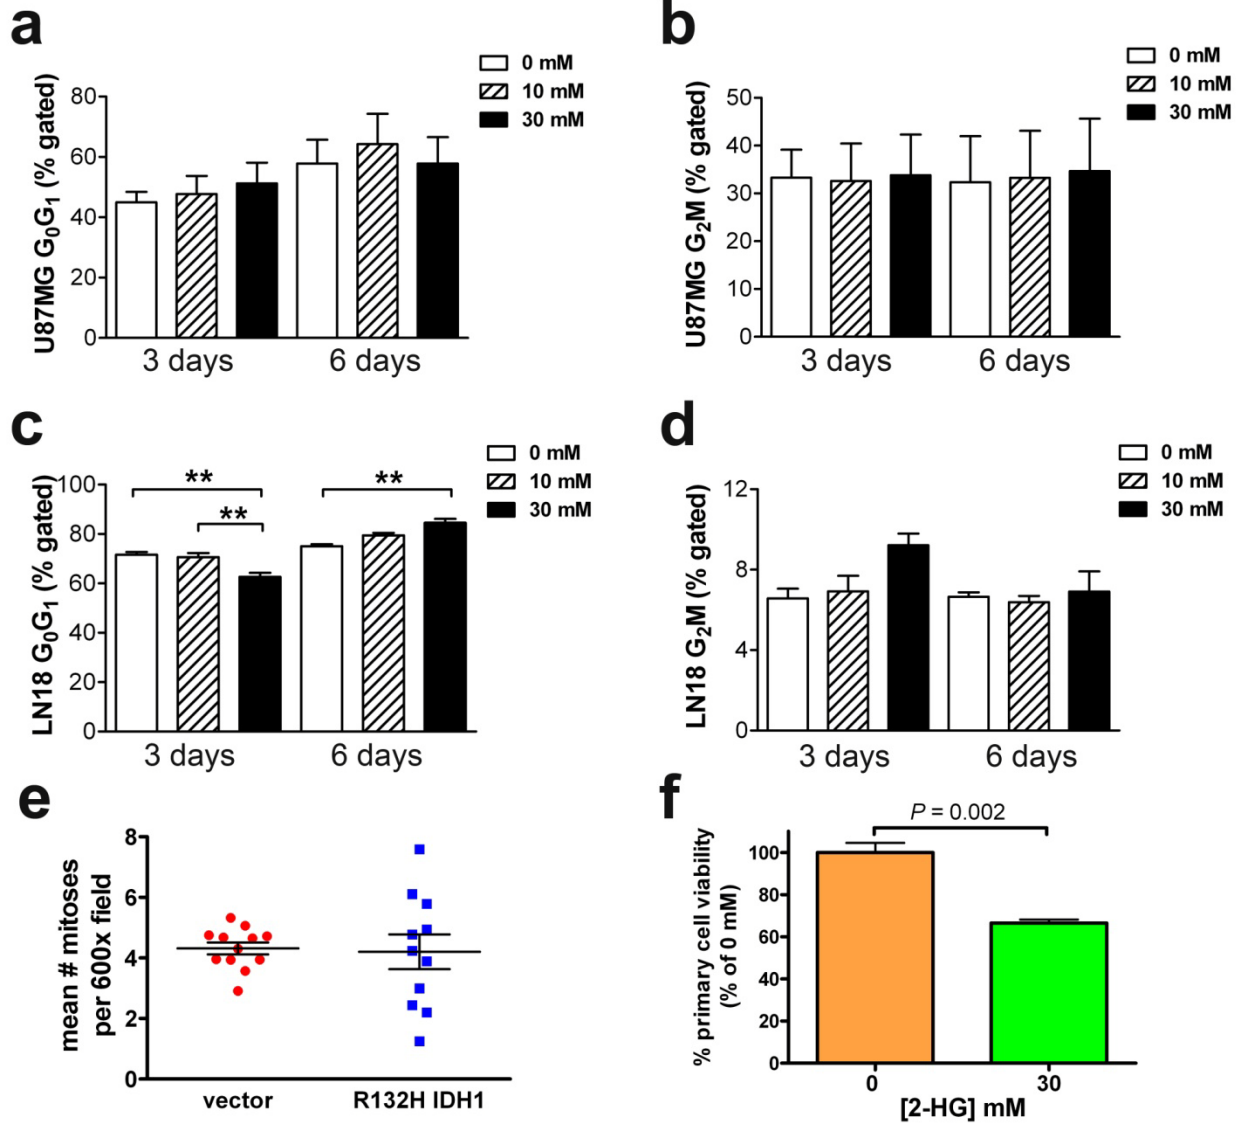 a
0 mM
10 mM
30 mM
U87MG G0G1 (% gated)
80
60
40
20
0
3 days
6 days
b
0 mM
10 mM
30 mM
U87MG G2M (% gated)
50
40
30
20
10
0
3 days
6 days
c
0 mM
10 mM
30 mM
LN18 G0G1 (% gated)
100
80
60
40
20
0
**
**
**
3 days
6 days
d
0 mM
10 mM
30 mM
LN18 G2M (% gated)
12
8
4
0
3 days
6 days
e
mean # mitoses
per 600x field
8
6
4
2
0
vector
R132H IDH1
f
P = 0.002
% primary cell viability
(% of 0 mM)
100
80
60
40
20
0
0
30
[2-HG] mM